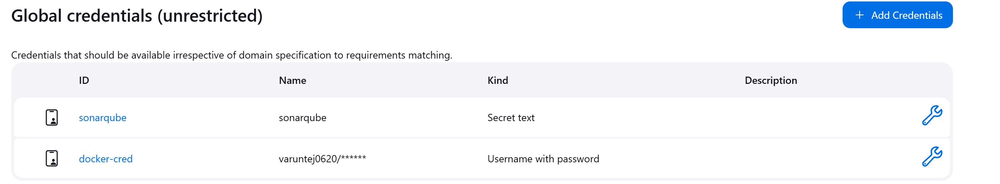 Global credentials (unrestricted)
+ Add Credentials
Credentials that should be available irrespective of domain specification to requirements matching.
ID Name Kind Description
sonarqube sonarqube Secret text
docker-cred varuntej0620/****** Username with password